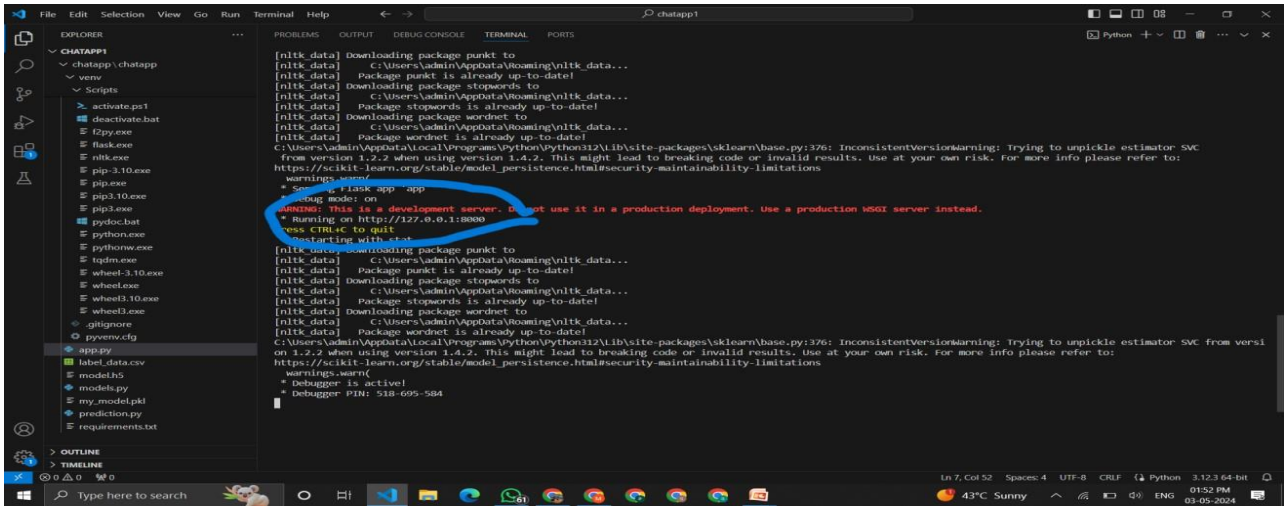 File Edit Selection View Go Run Terminal Help
chatapp1
EXPLORER
CHATAPP1
chatapp\chatapp
venv
Scripts
activate.ps1
deactivate.bat
f2py.exe
flask.exe
nltk.exe
pip-3.10.exe
pip.exe
pip3.10.exe
pip3.exe
pydoc.bat
python.exe
pythonw.exe
tqdm.exe
wheel-3.10.exe
wheel.exe
wheel3.10.exe
wheel3.exe
.gitignore
pyvenv.cfg
app.py
label_data.csv
model.h5
models.py
my_model.pkl
prediction.py
requirements.txt
OUTLINE
TIMELINE
PROBLEMS OUTPUT DEBUG CONSOLE TERMINAL PORTS
Python
[nltk_data] Downloading package punkt to
[nltk_data] C:\Users\admin\AppData\Roaming\nltk_data...
[nltk_data] Package punkt is already up-to-date!
[nltk_data] Downloading package stopwords to
[nltk_data] C:\Users\admin\AppData\Roaming\nltk_data...
[nltk_data] Package stopwords is already up-to-date!
[nltk_data] Downloading package wordnet to
[nltk_data] C:\Users\admin\AppData\Roaming\nltk_data...
[nltk_data] Package wordnet is already up-to-date!
C:\Users\admin\AppData\Local\Programs\Python\Python312\Lib\site-packages\sklearn\base.py:376: InconsistentVersionWarning: Trying to unpickle estimator SVC
from version 1.2.2 when using version 1.4.2. This might lead to breaking code or invalid results. Use at your own risk. For more info please refer to:
https://scikit-learn.org/stable/model_persistence.html#security-maintainability-limitations
warnings.warn(
* Flask app 'app'
* mode: on
This is a development server. not use it in a production deployment. Use a production WSGI server instead.
* Running on http://127.0.0.1:8000
CTRL+C to quit
Restarting with stat
[nltk_data] Downloading package punkt to
[nltk_data] C:\Users\admin\AppData\Roaming\nltk_data...
[nltk_data] Package punkt is already up-to-date!
[nltk_data] Downloading package stopwords to
[nltk_data] C:\Users\admin\AppData\Roaming\nltk_data...
[nltk_data] Package stopwords is already up-to-date!
[nltk_data] Downloading package wordnet to
[nltk_data] C:\Users\admin\AppData\Roaming\nltk_data...
[nltk_data] Package wordnet is already up-to-date!
C:\Users\admin\AppData\Local\Programs\Python\Python312\Lib\site-packages\sklearn\base.py:376: InconsistentVersionWarning: Trying to unpickle estimator SVC from versi
on 1.2.2 when using version 1.4.2. This might lead to breaking code or invalid results. Use at your own risk. For more info please refer to:
https://scikit-learn.org/stable/model_persistence.html#security-maintainability-limitations
warnings.warn(
* Debugger is active!
* Debugger PIN: 518-695-584
0 0 0 Ln 7, Col 52 Spaces: 4 UTF-8 CRLF Python 3.12.3 64-bit
Type here to search 61 43°C Sunny ENG 01:52 PM
03-05-2024